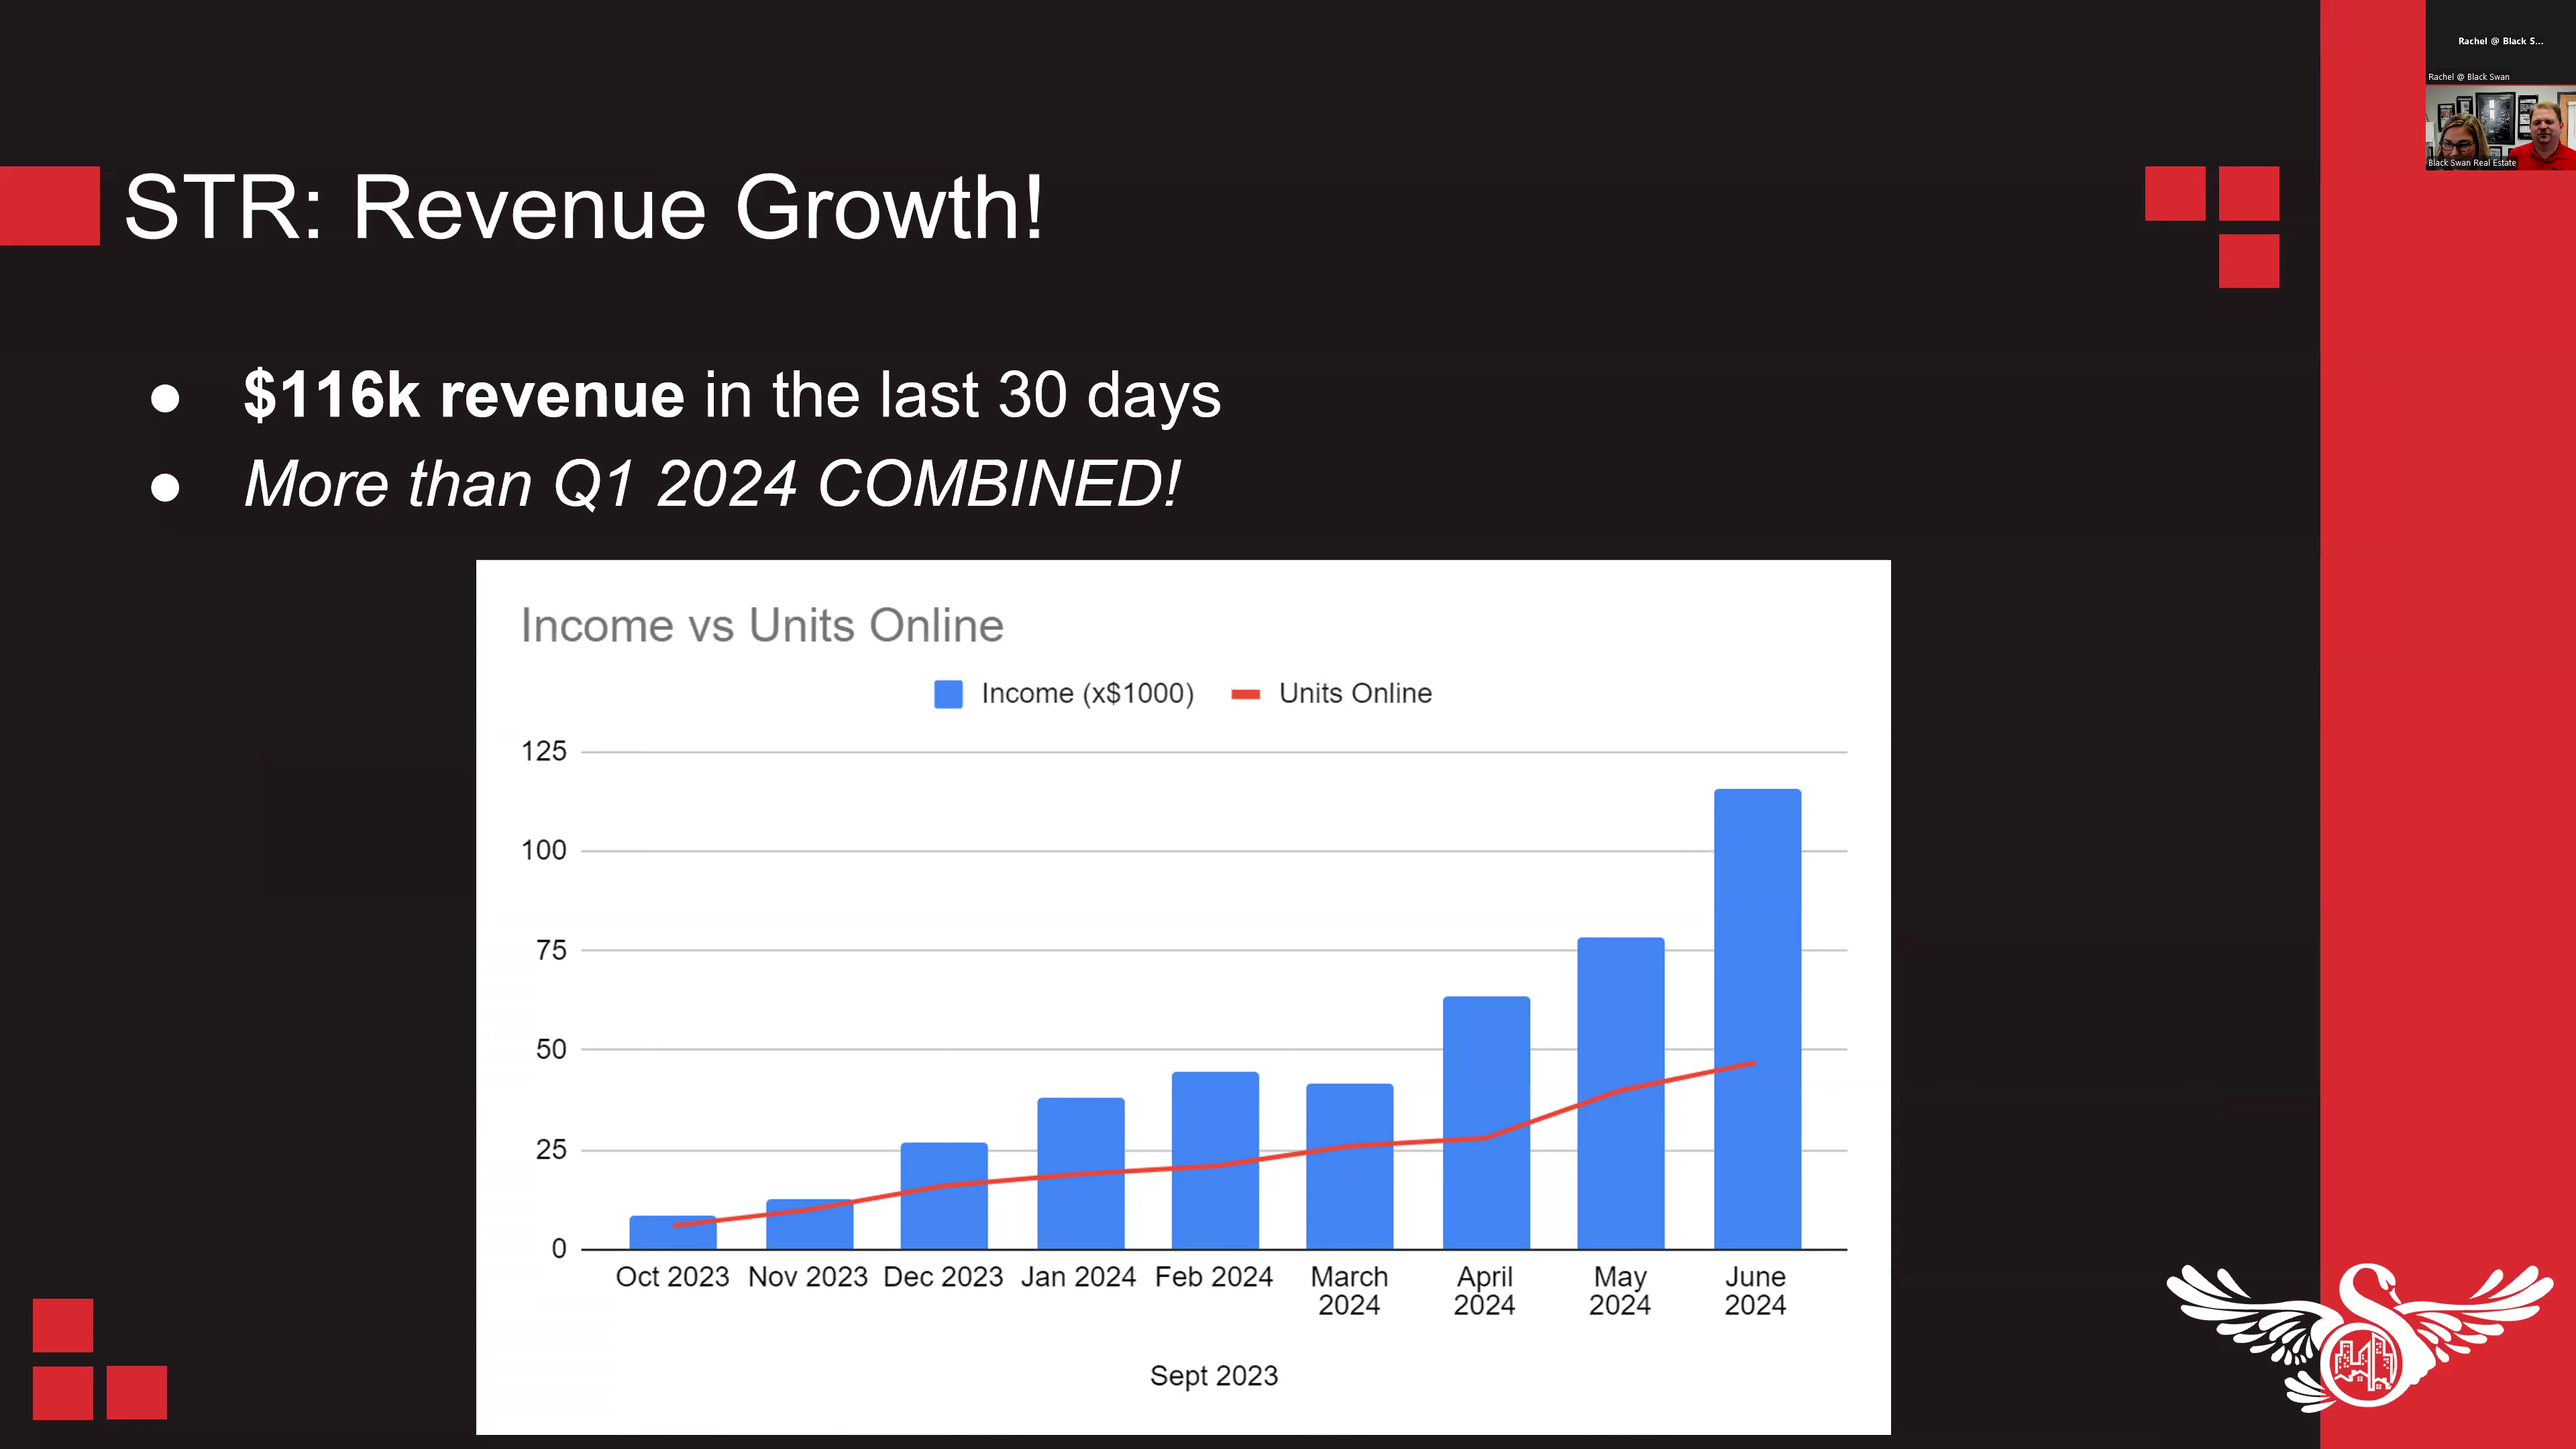 Rachel @ Black S...
Rachel @ Black Swan
Black Swan Real Estate
STR: Revenue Growth!
● $116k revenue in the last 30 days
● More than Q1 2024 COMBINED!
Income vs Units Online
Income (x$1000) Units Online
125
100
75
50
25
0
Oct 2023 Nov 2023 Dec 2023 Jan 2024 Feb 2024 March 2024 April 2024 May 2024 June 2024
Sept 2023